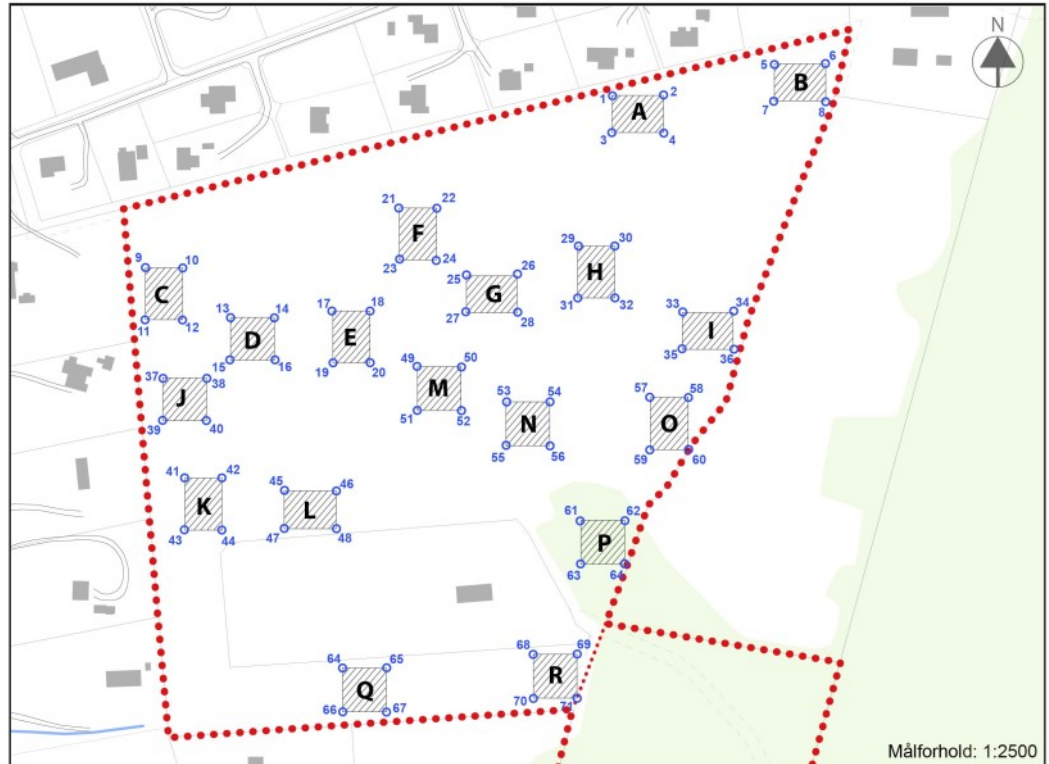 N
5 6
B
7 8
1 2
A
3 4
21 22
F
23 24
29 30
H
31 32
9 10
C
11 12
25 26
G
27 28
13 14
D
15 16
17 18
E
19 20
33 34
I
35 36
37 38
J
39 40
49 50
M
51 52
53 54
N
55 56
57 58
O
59 60
41 42
K
43 44
45 46
L
47 48
61 62
P
63 64
64 65
Q
66 67
68 69
R
70 71
Målforhold: 1:2500